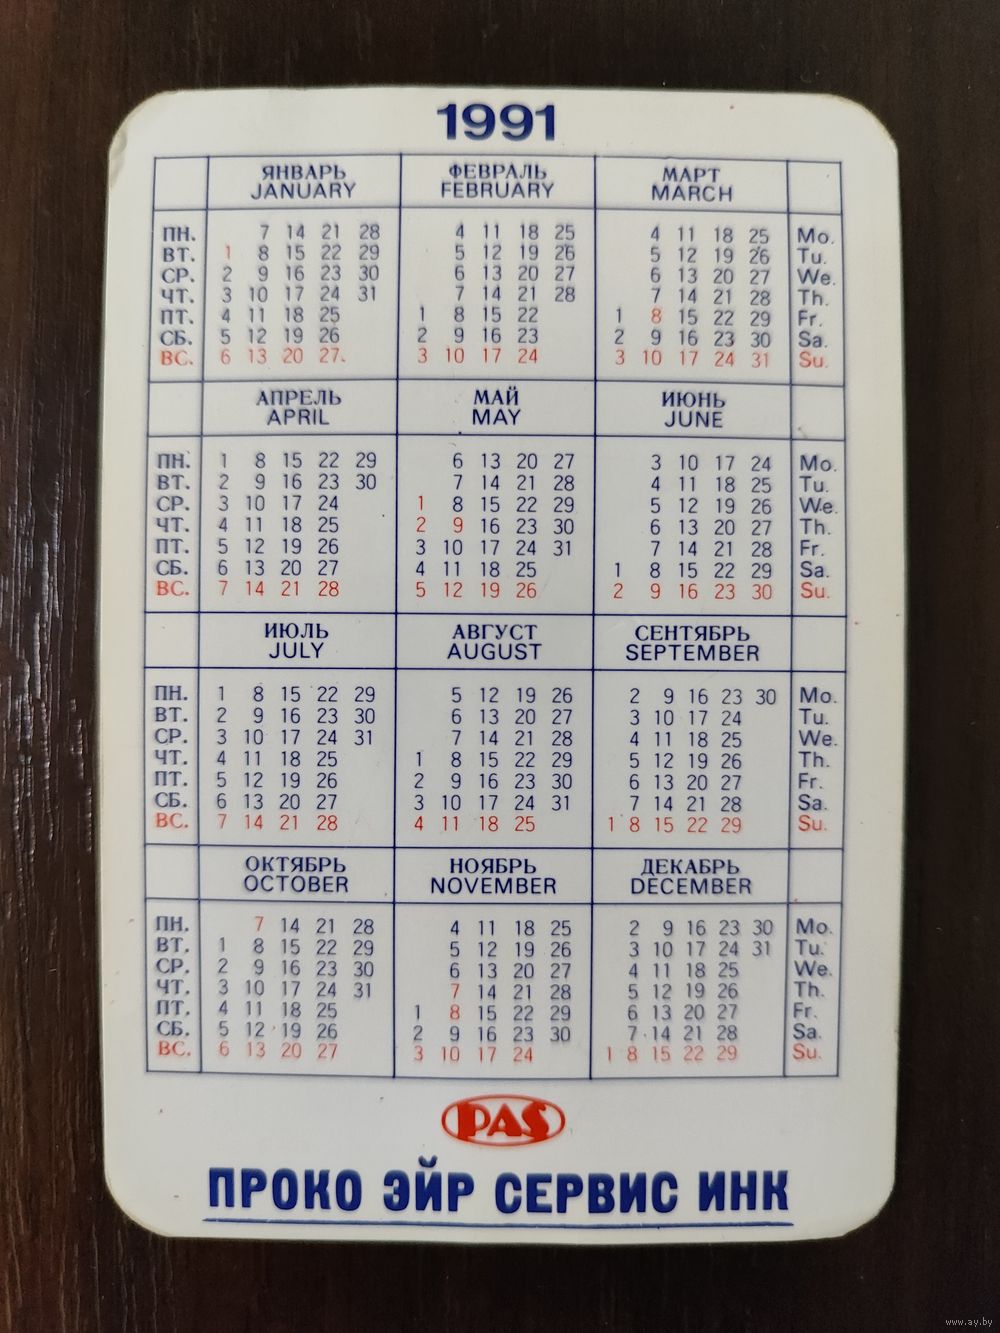 1991
ЯНВАРЬ ФЕВРАЛЬ МАРТ
JANUARY FEBRUARY MARCH
ПН. 7 14 21 28 4 11 18 25 4 11 18 25 Mo.
ВТ. 1 8 15 22 29 5 12 19 26 5 12 19 26 Tu.
СР. 2 9 16 23 30 6 13 20 27 6 13 20 27 We.
ЧТ. 3 10 17 24 31 7 14 21 28 7 14 21 28 Th.
ПТ. 4 11 18 25 1 8 15 22 1 8 15 22 29 Fr.
СБ. 5 12 19 26 2 9 16 23 2 9 16 23 30 Sa.
ВС. 6 13 20 27. 3 10 17 24 3 10 17 24 31 Su.
АПРЕЛЬ МАЙ ИЮНЬ
APRIL MAY JUNE
ПН. 1 8 15 22 29 6 13 20 27 3 10 17 24 Mo.
ВТ. 2 9 16 23 30 7 14 21 28 4 11 18 25 Tu.
СР. 3 10 17 24 1 8 15 22 29 5 12 19 26 We.
ЧТ. 4 11 18 25 2 9 16 23 30 6 13 20 27 Th.
ПТ. 5 12 19 26 3 10 17 24 31 7 14 21 28 Fr.
СБ. 6 13 20 27 4 11 18 25 1 8 15 22 29 Sa.
ВС. 7 14 21 28 5 12 19 26 2 9 16 23 30 Su.
ИЮЛЬ АВГУСТ СЕНТЯБРЬ
JULY AUGUST SEPTEMBER
ПН. 1 8 15 22 29 5 12 19 26 2 9 16 23 30 Mo.
ВТ. 2 9 16 23 30 6 13 20 27 3 10 17 24 Tu.
СР. 3 10 17 24 31 7 14 21 28 4 11 18 25 We.
ЧТ. 4 11 18 25 1 8 15 22 29 5 12 19 26 Th.
ПТ. 5 12 19 26 2 9 16 23 30 6 13 20 27 Fr.
СБ. 6 13 20 27 3 10 17 24 31 7 14 21 28 Sa.
ВС. 7 14 21 28 4 11 18 25 1 8 15 22 29 Su.
ОКТЯБРЬ НОЯБРЬ ДЕКАБРЬ
OCTOBER NOVEMBER DECEMBER
ПН. 7 14 21 28 4 11 18 25 2 9 16 23 30 Mo.
ВТ. 1 8 15 22 29 5 12 19 26 3 10 17 24 31 Tu.
СР. 2 9 16 23 30 6 13 20 27 4 11 18 25 We.
ЧТ. 3 10 17 24 31 7 14 21 28 5 12 19 26 Th.
ПТ. 4 11 18 25 1 8 15 22 29 6 13 20 27 Fr.
СБ. 5 12 19 26 2 9 16 23 30 7 14 21 28 Sa.
ВС. 6 13 20 27 3 10 17 24 1 8 15 22 29 Su.
PAS
ПРОКО ЭЙР СЕРВИС ИНК
www.ay.by